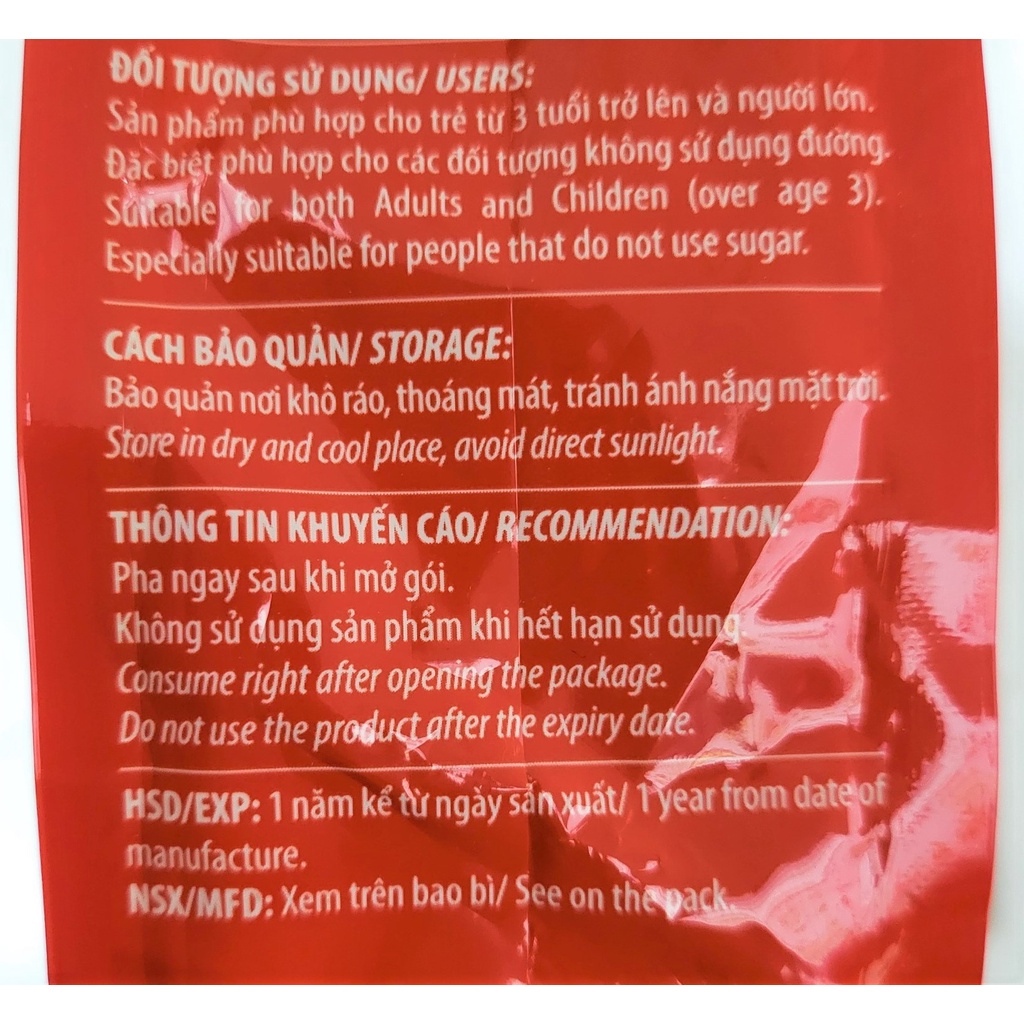 ĐỐI TƯỢNG SỬ DỤNG/ USERS:
Sản phẩm phù hợp cho trẻ từ 3 tuổi trở lên và người lớn.
Đặc biệt phù hợp cho các đối tượng không sử dụng đường.
Suitable for both Adults and Children (over age 3).
Especially suitable for people that do not use sugar.
CÁCH BẢO QUẢN/ STORAGE:
Bảo quản nơi khô ráo, thoáng mát, tránh ánh nắng mặt trời.
Store in dry and cool place, avoid direct sunlight.
THÔNG TIN KHUYẾN CÁO/ RECOMMENDATION:
Pha ngay sau khi mở gói.
Không sử dụng sản phẩm khi hết hạn sử dụng.
Consume right after opening the package.
Do not use the product after the expiry date.
HSD/EXP: 1 năm kể từ ngày sản xuất/ 1 year from date of
manufacture.
NSX/MFD: Xem trên bao bì/ See on the pack.